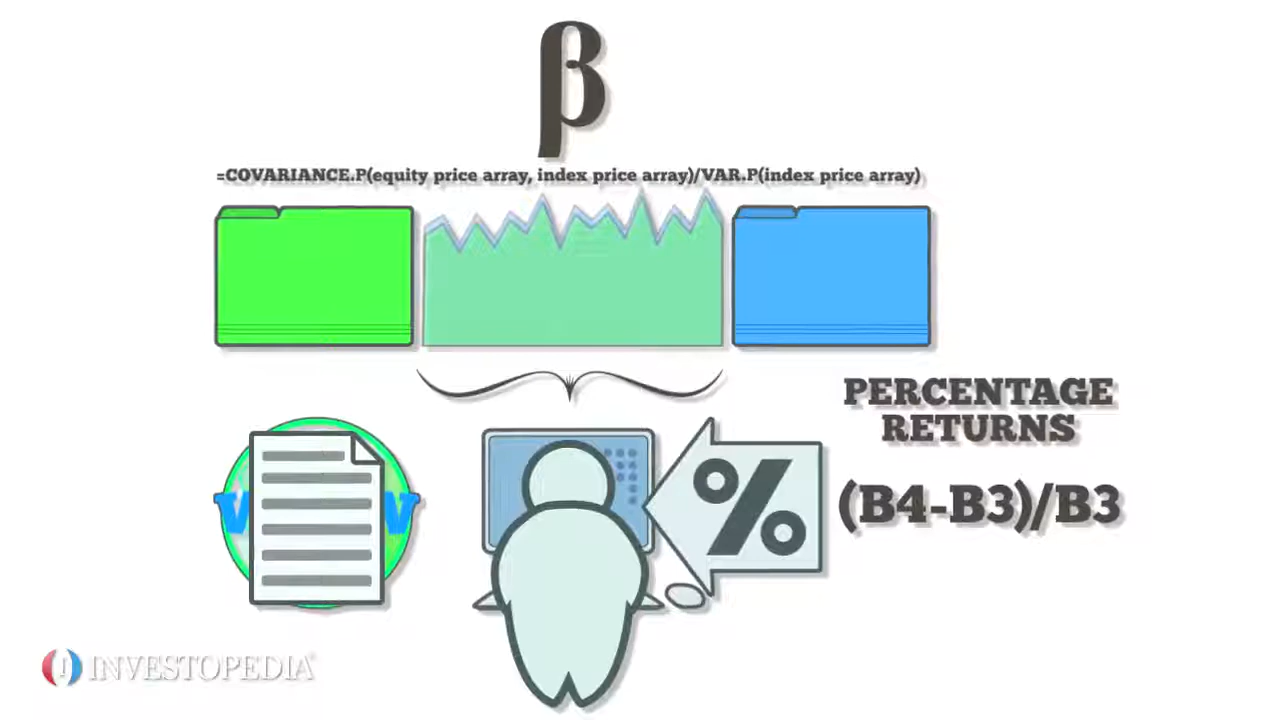 β
=COVARIANCE.P(equity price array, index price array)/VAR.P(index price array)
PERCENTAGE
RETURNS
%
(B4-B3)/B3
V V
INVESTOPEDIA